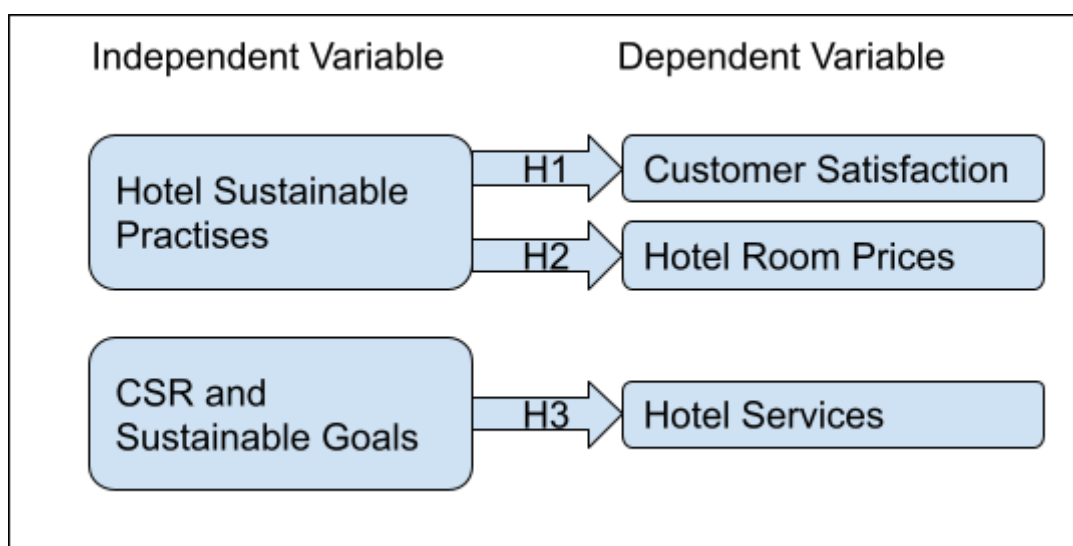 Independent Variable
Dependent Variable
Hotel Sustainable
Practises
H1
Customer Satisfaction
H2
Hotel Room Prices
CSR and
Sustainable Goals
H3
Hotel Services